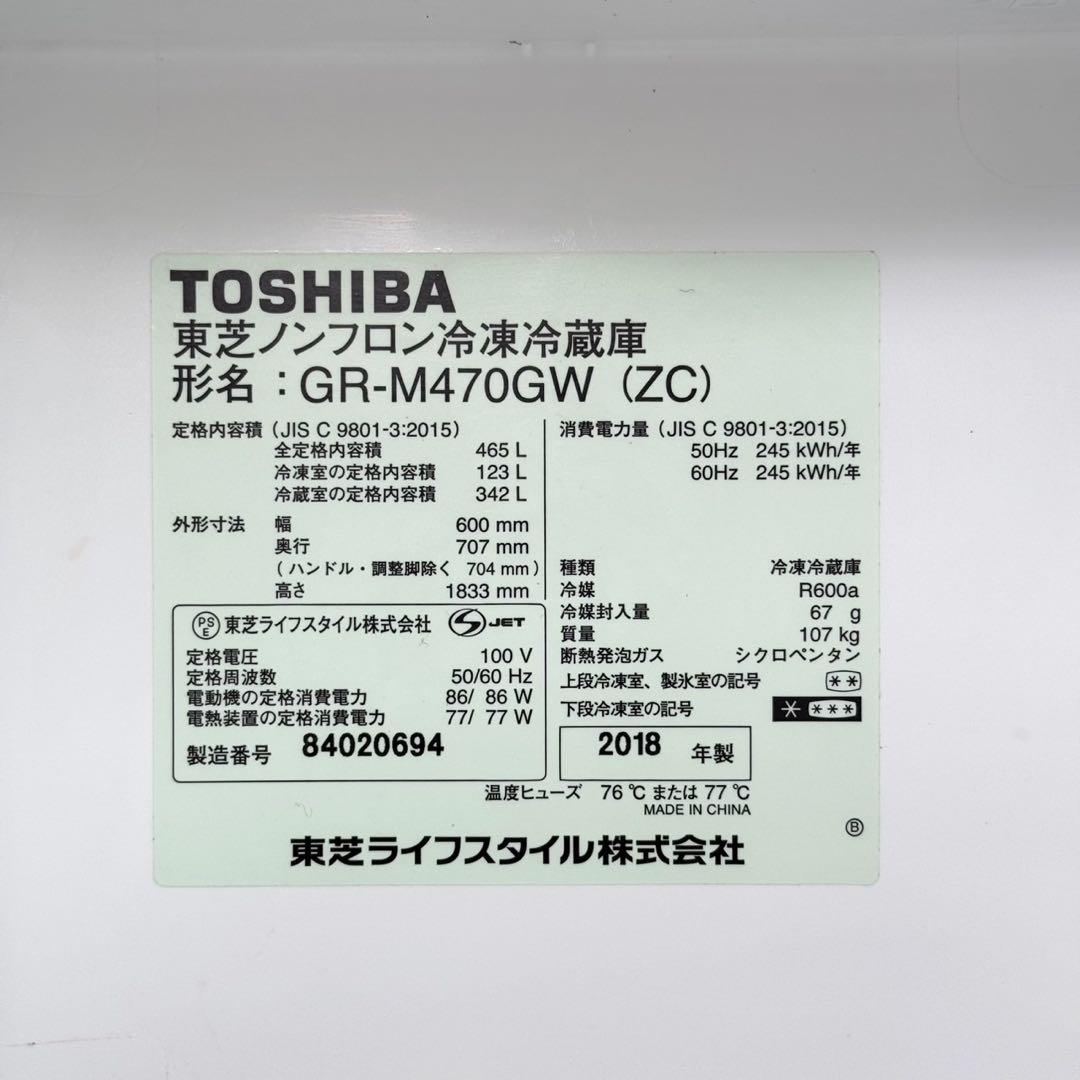 TOSHIBA
東芝ノンフロン冷凍冷蔵庫
形名：GR-M470GW (ZC)
定格内容積 (JIS C 9801-3:2015)
全定格内容積 465 L
冷凍室の定格内容積 123 L
冷蔵室の定格内容積 342 L
外形寸法 幅 600 mm
奥行 707 mm
(ハンドル・調整脚除く 704 mm)
高さ 1833 mm
PSE 東芝ライフスタイル株式会社 S JET
定格電圧 100 V
定格周波数 50/60 Hz
電動機の定格消費電力 86/ 86 W
電熱装置の定格消費電力 77/ 77 W
製造番号 84020694
消費電力量 (JIS C 9801-3:2015)
50Hz 245 kWh/年
60Hz 245 kWh/年
種類 冷凍冷蔵庫
冷媒 R600a
冷媒封入量 67 g
質量 107 kg
断熱発泡ガス シクロペンタン
上段冷凍室、製氷室の記号 **
下段冷凍室の記号 * ***
2018 年製
温度ヒューズ 76 ℃ または 77 ℃
MADE IN CHINA
Ⓑ
東芝ライフスタイル株式会社